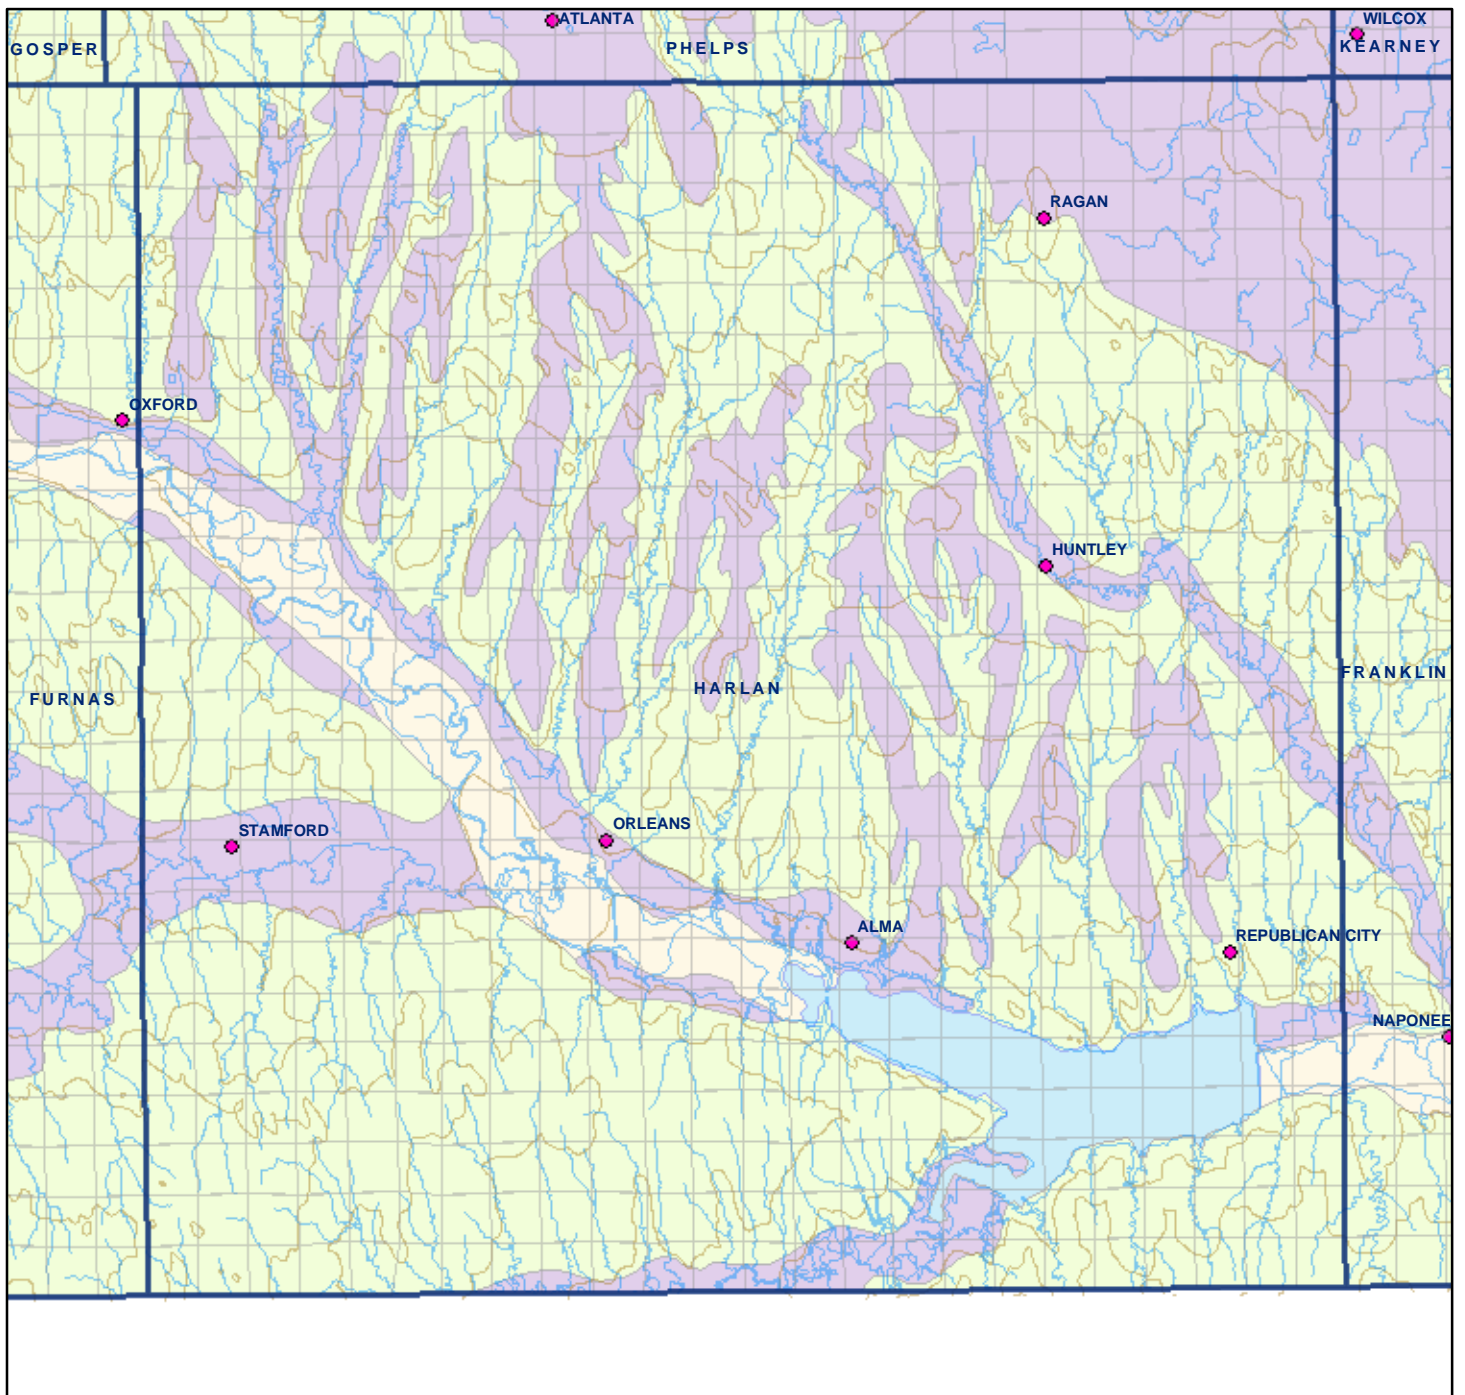 ATLANTA
WILCOX
GOSPER
PHELPS
KEARNEY
RAGAN
OXFORD
HUNTLEY
FURNAS
HARLAN
FRANKLIN
STAMFORD
ORLEANS
ALMA
REPUBLICAN CITY
NAPONEE